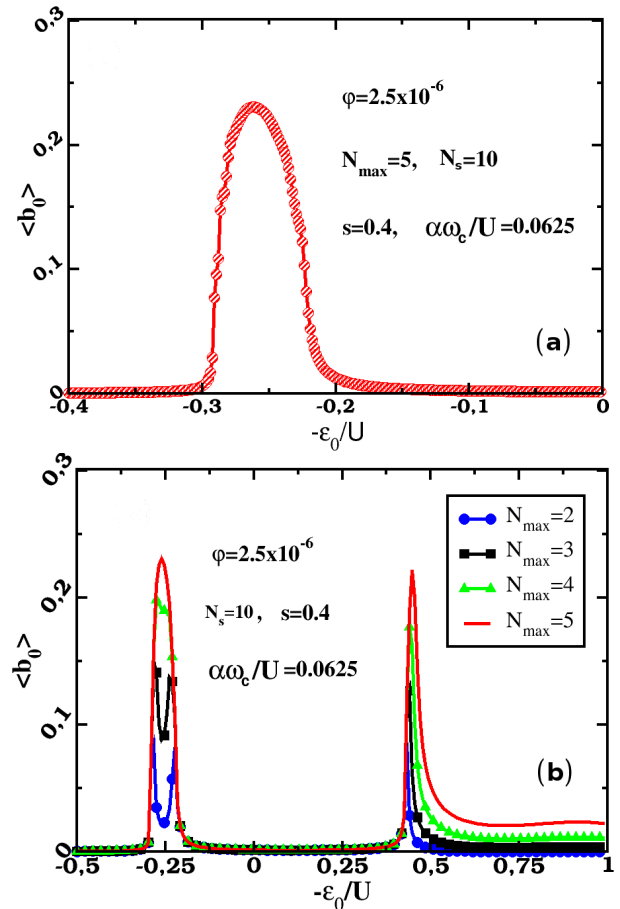 0,3
φ=2.5x10-6
0,2
Nmax=5, Ns=10
<b0>
s=0.4, αωc/U=0.0625
0,1
(a)
0
-0,4 -0,3 -0,2 -0,1 0
-ε0/U
0,3
Nmax=2
Nmax=3
φ=2.5x10-6
Nmax=4
0,2
Ns=10, s=0.4
Nmax=5
<b0>
αωc/U=0.0625
0,1
(b)
0
-0,5 -0,25 0 0,25 0,5 0,75 1
-ε0/U